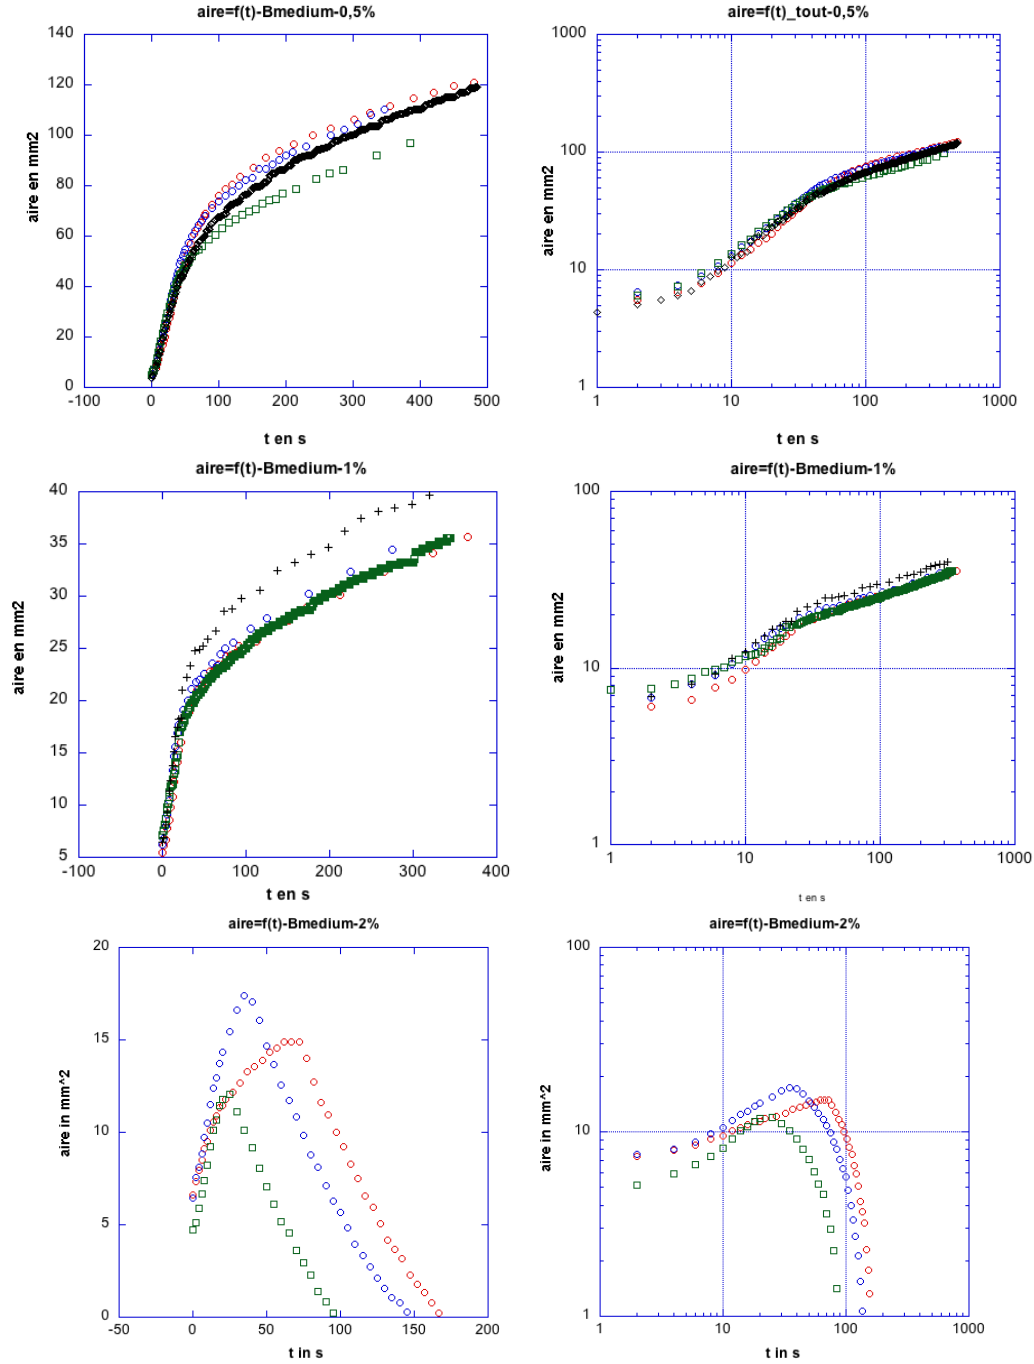 aire=f(t)-Bmedium-0,5%
140
120
100
80
60
40
20
0
-100 0 100 200 300 400 500
aire en mm2
t en s
aire=f(t)_tout-0,5%
1000
100
10
1
1 10 100 1000
aire en mm2
t en s
aire=f(t)-Bmedium-1%
40
35
30
25
20
15
10
5
-100 0 100 200 300 400
aire en mm2
t en s
aire=f(t)-Bmedium-1%
100
10
1
1 10 100 1000
aire en mm2
t en s
aire=f(t)-Bmedium-2%
20
15
10
5
0
-50 0 50 100 150 200
aire in mm^2
t in s
aire=f(t)-Bmedium-2%
100
10
1
1 10 100 1000
aire in mm^2
t in s